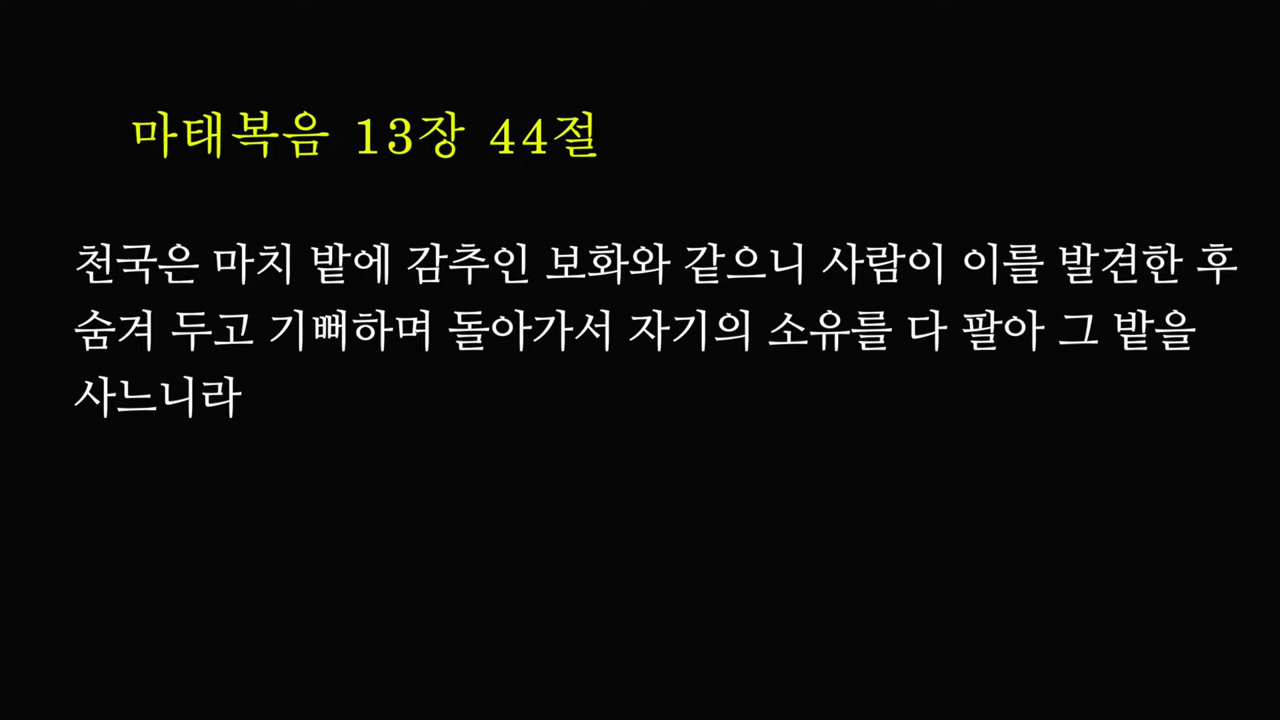 마태복음 13장 44절
천국은 마치 밭에 감추인 보화와 같으니 사람이 이를 발견한 후
숨겨 두고 기뻐하며 돌아가서 자기의 소유를 다 팔아 그 밭을
사느니라